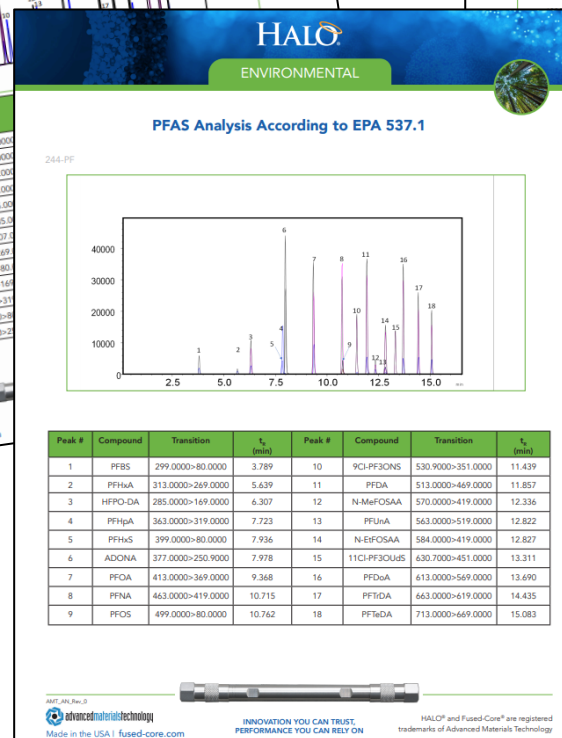 HALO
ENVIRONMENTAL
PFAS Analysis According to EPA 537.1
244-PF
40000
30000
20000
10000
0
1
2
3
4
5
6
7
8
9
10
11
12
13
14
15
16
17
18
2.5 5.0 7.5 10.0 12.5 15.0
Peak # Compound Transition tR (min) Peak # Compound Transition tR (min)
1 PFBS 299.0000>80.0000 3.789 10 9Cl-PF3ONS 530.9000>351.0000 11.439
2 PFHxA 313.0000>269.0000 5.639 11 PFDA 513.0000>469.0000 11.857
3 HFPO-DA 285.0000>169.0000 6.307 12 N-MeFOSAA 570.0000>419.0000 12.336
4 PFHpA 363.0000>319.0000 7.723 13 PFUnA 563.0000>519.0000 12.822
5 PFHxS 399.0000>80.0000 7.936 14 N-EtFOSAA 584.0000>419.0000 12.827
6 ADONA 377.0000>250.9000 7.978 15 11Cl-PF3OUdS 630.7000>451.0000 13.311
7 PFOA 413.0000>369.0000 9.368 16 PFDoA 613.0000>569.0000 13.690
8 PFNA 463.0000>419.0000 10.715 17 PFTrDA 663.0000>619.0000 14.435
9 PFOS 499.0000>80.0000 10.762 18 PFTeDA 713.0000>669.0000 15.083
AMT_AN_Rev_0
advancedmaterialstechnology
Made in the USA | fused-core.com
INNOVATION YOU CAN TRUST,
PERFORMANCE YOU CAN RELY ON
HALO® and Fused-Core® are registered
trademarks of Advanced Materials Technology